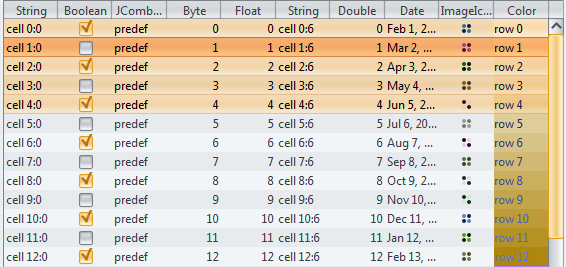 String Boolean JComb... Byte Float String Double Date ImageIc... Color
cell 0:0 predef 0 0 cell 0:6 0 Feb 1, 2... row 0
cell 1:0 predef 1 1 cell 1:6 1 Mar 2, ... row 1
cell 2:0 predef 2 2 cell 2:6 2 Apr 3, 2... row 2
cell 3:0 predef 3 3 cell 3:6 3 May 4, ... row 3
cell 4:0 predef 4 4 cell 4:6 4 Jun 5, 2... row 4
cell 5:0 predef 5 5 cell 5:6 5 Jul 6, 20... row 5
cell 6:0 predef 6 6 cell 6:6 6 Aug 7, ... row 6
cell 7:0 predef 7 7 cell 7:6 7 Sep 8, 2... row 7
cell 8:0 predef 8 8 cell 8:6 8 Oct 9, 2... row 8
cell 9:0 predef 9 9 cell 9:6 9 Nov 10,... row 9
cell 10:0 predef 10 10 cell 10:6 10 Dec 11, ... row 10
cell 11:0 predef 11 11 cell 11:6 11 Jan 12, ... row 11
cell 12:0 predef 12 12 cell 12:6 12 Feb 13, ... row 12